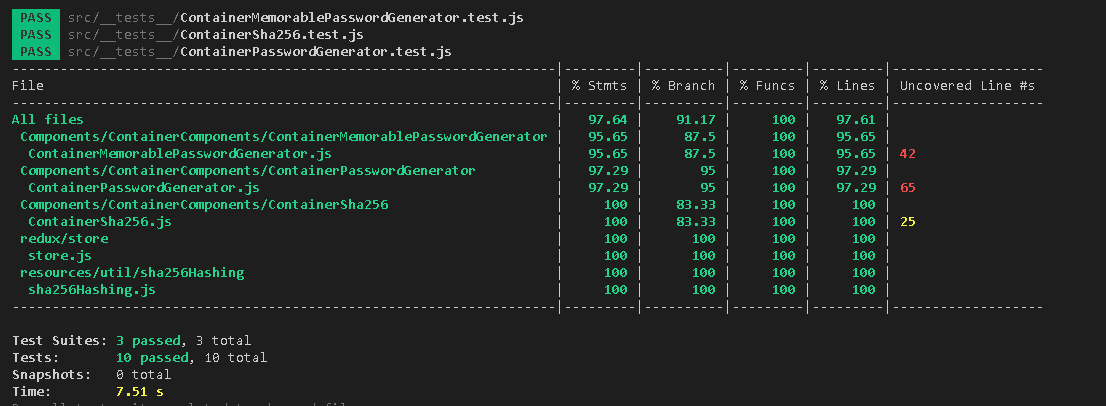 PASS src/__tests__/ContainerMemorablePasswordGenerator.test.js
PASS src/__tests__/ContainerSha256.test.js
PASS src/__tests__/ContainerPasswordGenerator.test.js
File | % Stmts | % Branch | % Funcs | % Lines | Uncovered Line #s
All files | 97.64 | 91.17 | 100 | 97.61 |
Components/ContainerComponents/ContainerMemorablePasswordGenerator | 95.65 | 87.5 | 100 | 95.65 |
ContainerMemorablePasswordGenerator.js | 95.65 | 87.5 | 100 | 95.65 | 42
Components/ContainerComponents/ContainerPasswordGenerator | 97.29 | 95 | 100 | 97.29 |
ContainerPasswordGenerator.js | 97.29 | 95 | 100 | 97.29 | 65
Components/ContainerComponents/ContainerSha256 | 100 | 83.33 | 100 | 100 |
ContainerSha256.js | 100 | 83.33 | 100 | 100 | 25
redux/store | 100 | 100 | 100 | 100 |
store.js | 100 | 100 | 100 | 100 |
resources/util/sha256Hashing | 100 | 100 | 100 | 100 |
sha256Hashing.js | 100 | 100 | 100 | 100 |
Test Suites: 3 passed, 3 total
Tests: 10 passed, 10 total
Snapshots: 0 total
Time: 7.51 s